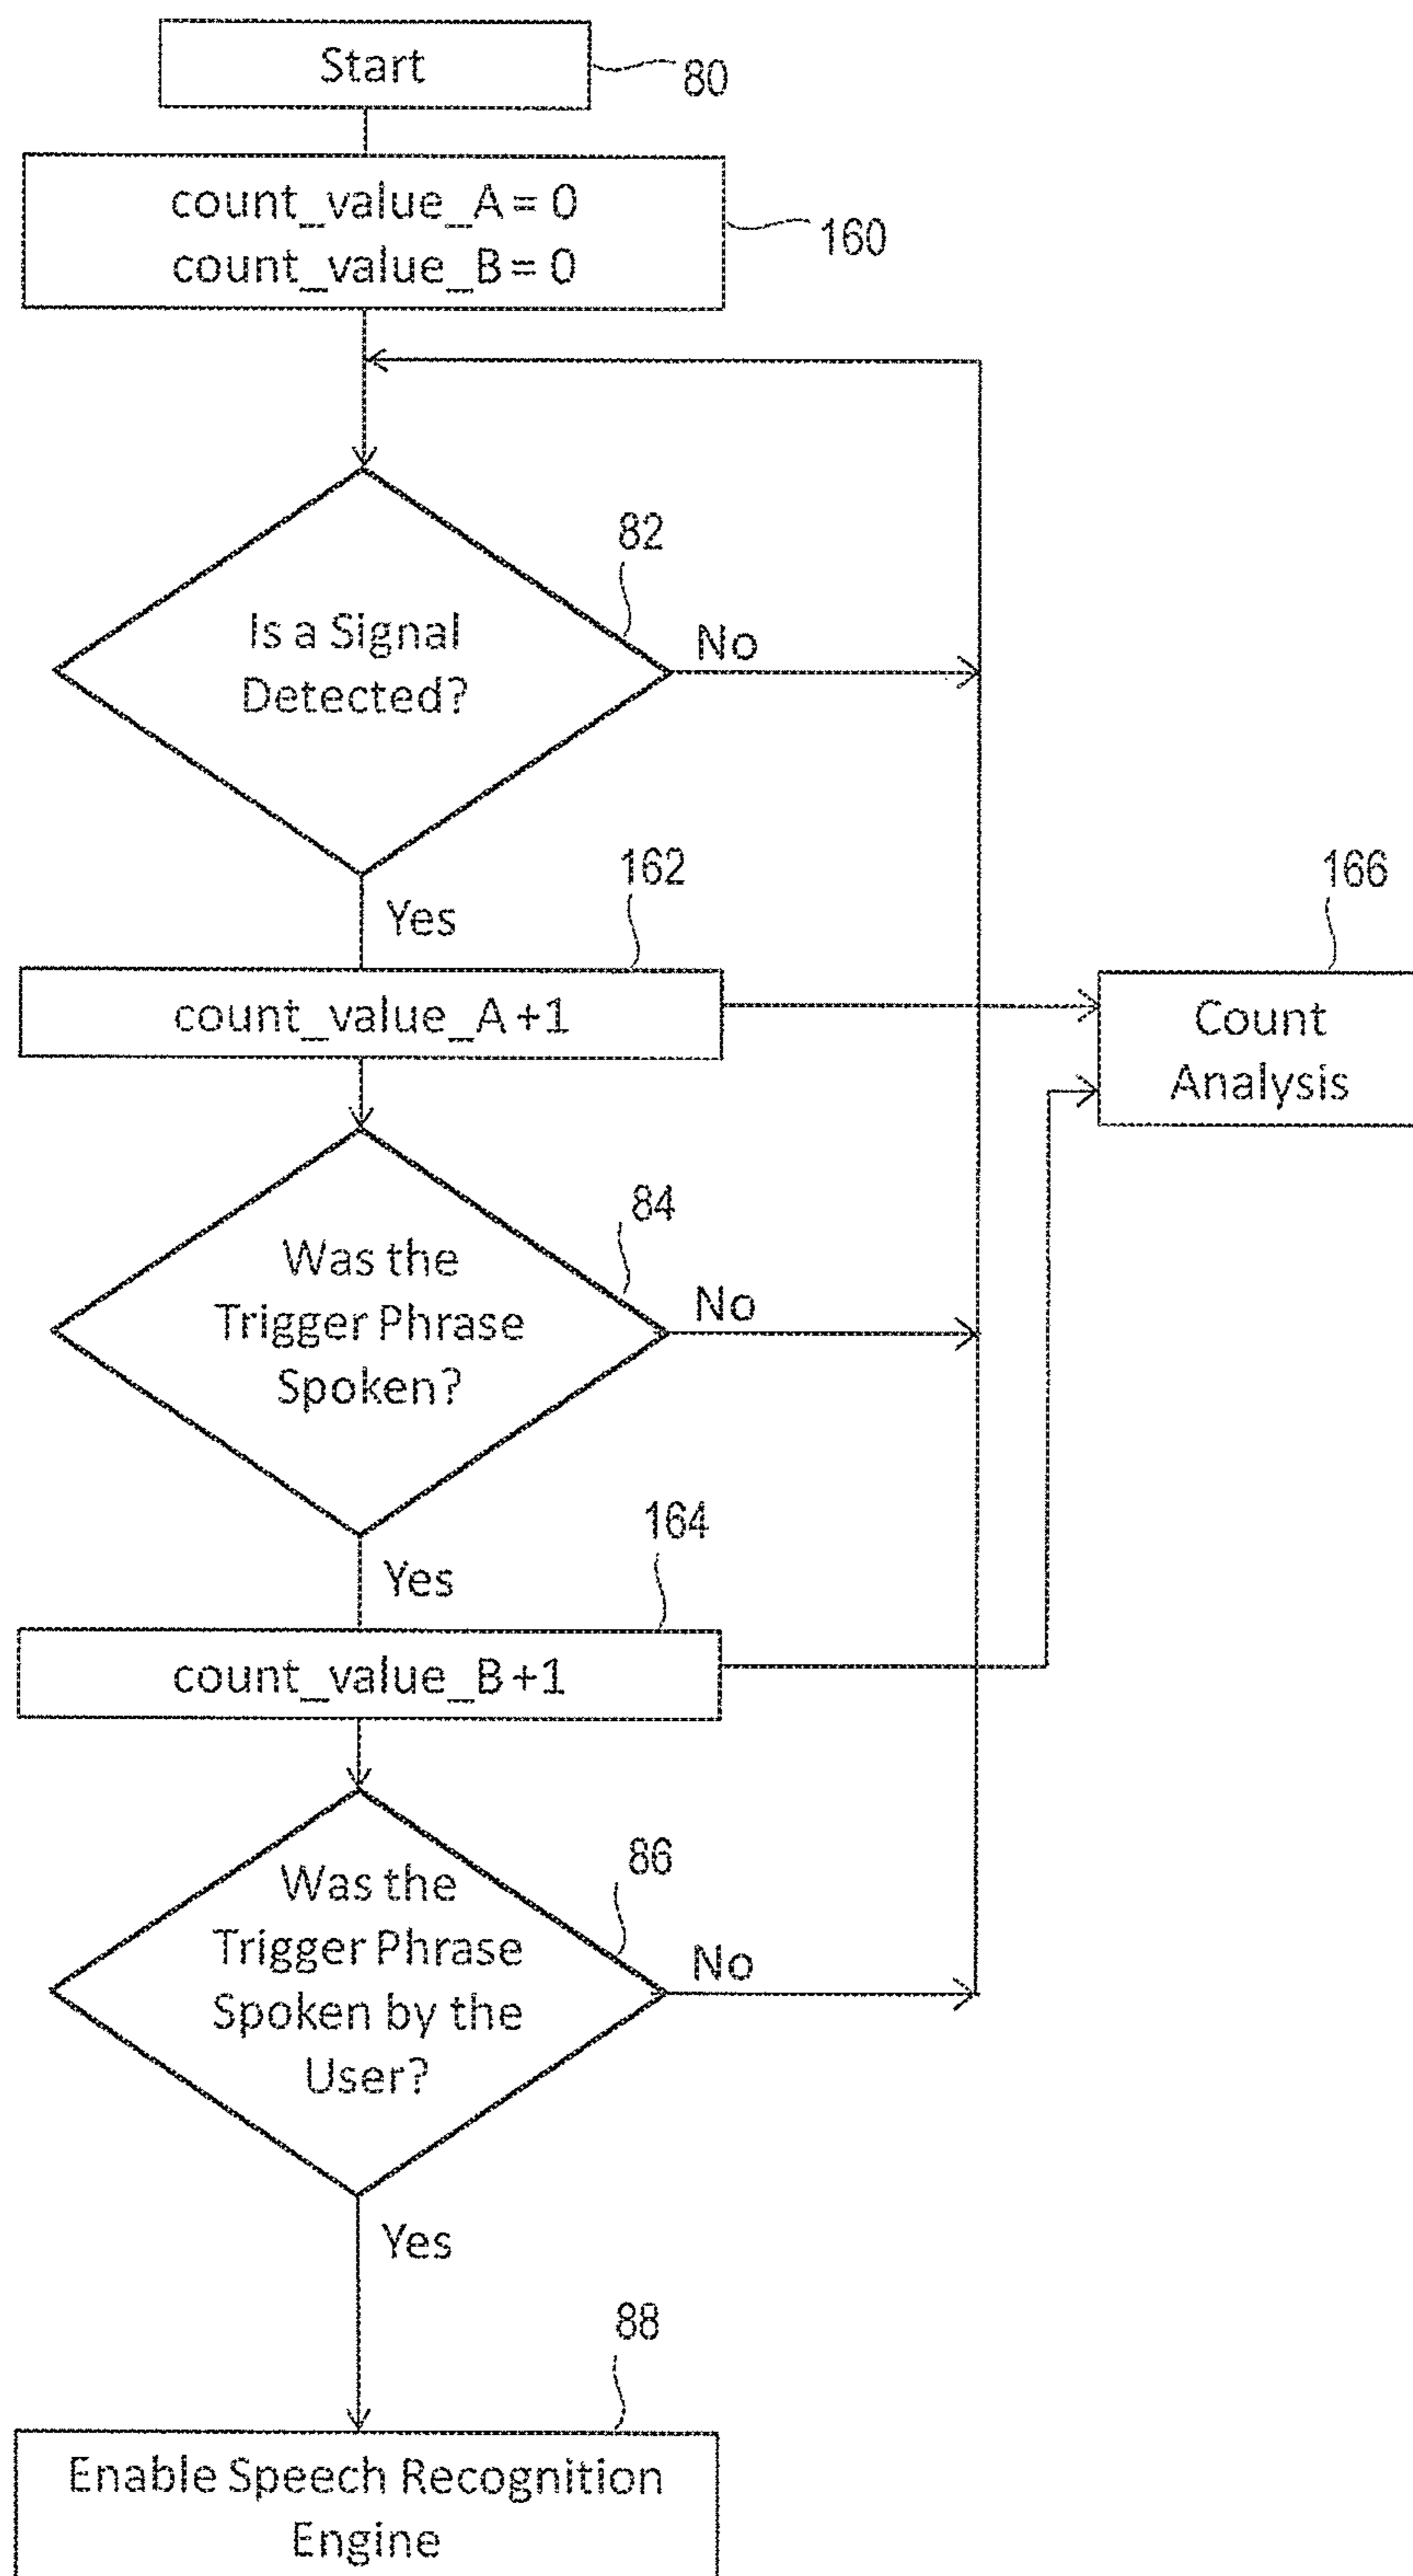 Start
80
count_value_A = 0
count_value_B = 0
160
82
Is a Signal
Detected?
No
Yes
162
count_value_A +1
166
Count
Analysis
84
Was the
Trigger Phrase
Spoken?
No
Yes
164
count_value_B +1
86
Was the
Trigger Phrase
Spoken by the
User?
No
Yes
88
Enable Speech Recognition
Engine